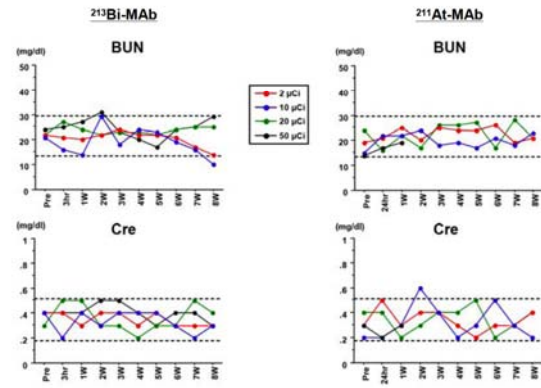 ²¹³Bi-MAb
BUN
(mg/dl)
50
40
30
20
10
0
Pre
3hr
1W
2W
3W
4W
5W
6W
7W
8W
Cre
(mg/dl)
1
.8
.6
.4
.2
0
Pre
3hr
1W
2W
3W
4W
5W
6W
7W
8W
2 µCi
10 µCi
20 µCi
50 µCi
²¹¹At-MAb
BUN
(mg/dl)
50
40
30
20
10
0
Pre
24hr
1W
2W
3W
4W
5W
6W
7W
8W
Cre
(mg/dl)
1
.8
.6
.4
.2
0
Pre
24hr
1W
2W
3W
4W
5W
6W
7W
8W